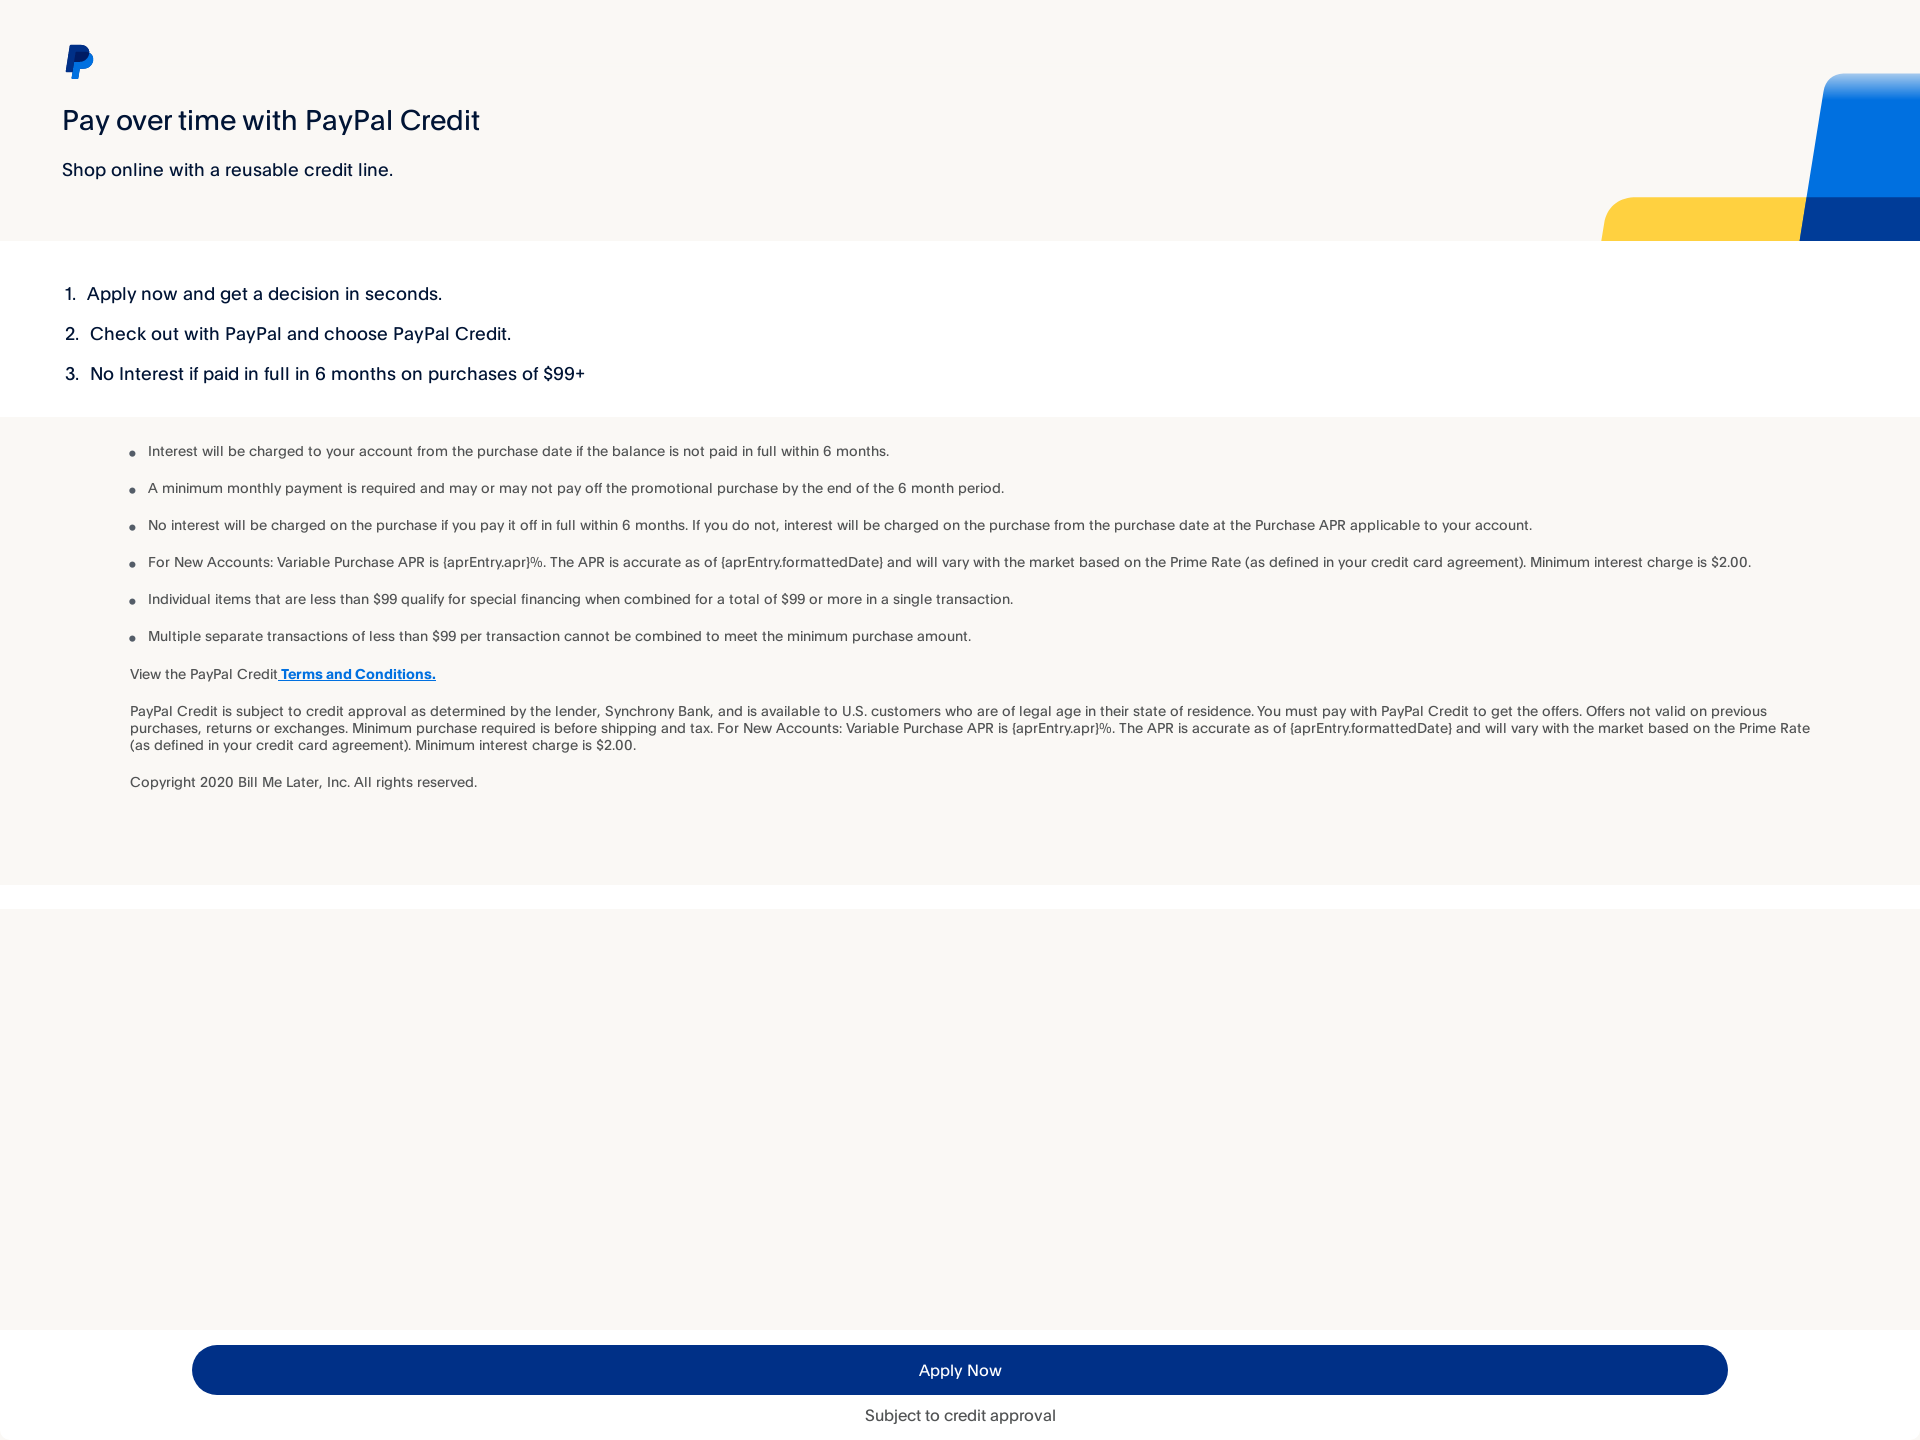 Pay over time with PayPal Credit
Shop online with a reusable credit line.
1. Apply now and get a decision in seconds.
2. Check out with PayPal and choose PayPal Credit.
3. No Interest if paid in full in 6 months on purchases of $99+
• Interest will be charged to your account from the purchase date if the balance is not paid in full within 6 months.
• A minimum monthly payment is required and may or may not pay off the promotional purchase by the end of the 6 month period.
• No interest will be charged on the purchase if you pay it off in full within 6 months. If you do not, interest will be charged on the purchase from the purchase date at the Purchase APR applicable to your account.
• For New Accounts: Variable Purchase APR is {aprEntry.apr}%. The APR is accurate as of {aprEntry.formattedDate} and will vary with the market based on the Prime Rate (as defined in your credit card agreement). Minimum interest charge is $2.00.
• Individual items that are less than $99 qualify for special financing when combined for a total of $99 or more in a single transaction.
• Multiple separate transactions of less than $99 per transaction cannot be combined to meet the minimum purchase amount.
View the PayPal Credit Terms and Conditions.
PayPal Credit is subject to credit approval as determined by the lender, Synchrony Bank, and is available to U.S. customers who are of legal age in their state of residence. You must pay with PayPal Credit to get the offers. Offers not valid on previous
purchases, returns or exchanges. Minimum purchase required is before shipping and tax. For New Accounts: Variable Purchase APR is {aprEntry.apr}%. The APR is accurate as of {aprEntry.formattedDate} and will vary with the market based on the Prime Rate
(as defined in your credit card agreement). Minimum interest charge is $2.00.
Copyright 2020 Bill Me Later, Inc. All rights reserved.
Apply Now
Subject to credit approval